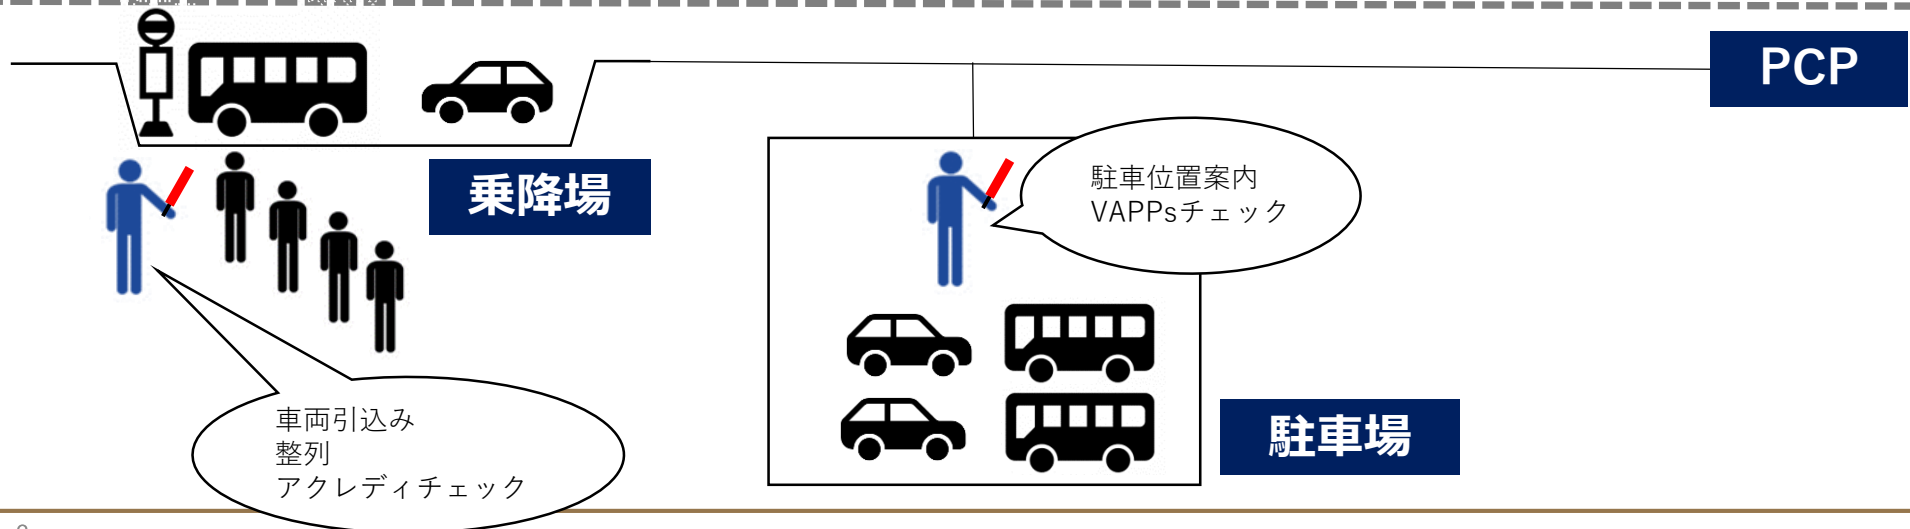 PCP
乗降場
駐車位置案内
VAPPsチェック
車両引込み
整列
アクレディチェック
駐車場